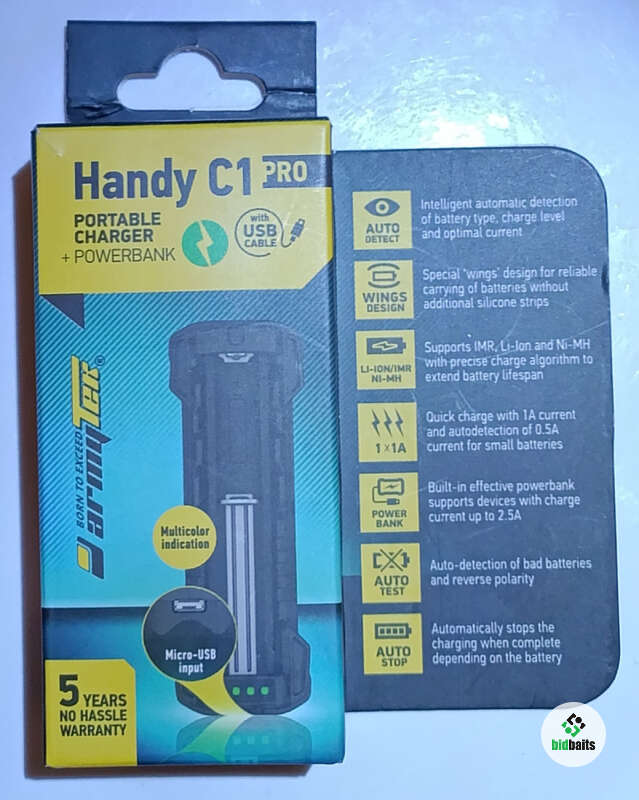 Handy C1 PRO
PORTABLE
CHARGER
+ POWERBANK
with
USB
CABLE
armyTEK®
BORN TO EXCEED
Multicolor
indication
Micro-USB
input
5 YEARS
NO HASSLE
WARRANTY
AUTO
DETECT
Intelligent automatic detection
of battery type, charge level
and optimal current
WINGS
DESIGN
Special 'wings' design for reliable
carrying of batteries without
additional silicone strips
LI-ION/IMR
NI-MH
Supports IMR, Li-Ion and Ni-MH
with precise charge algorithm to
extend battery lifespan
1x1A
Quick charge with 1A current
and autodetection of 0.5A
current for small batteries
POWER
BANK
Built-in effective powerbank
supports devices with charge
current up to 2.5A
AUTO
TEST
Auto-detection of bad batteries
and reverse polarity
AUTO
STOP
Automatically stops the
charging when complete
depending on the battery
bidbaits